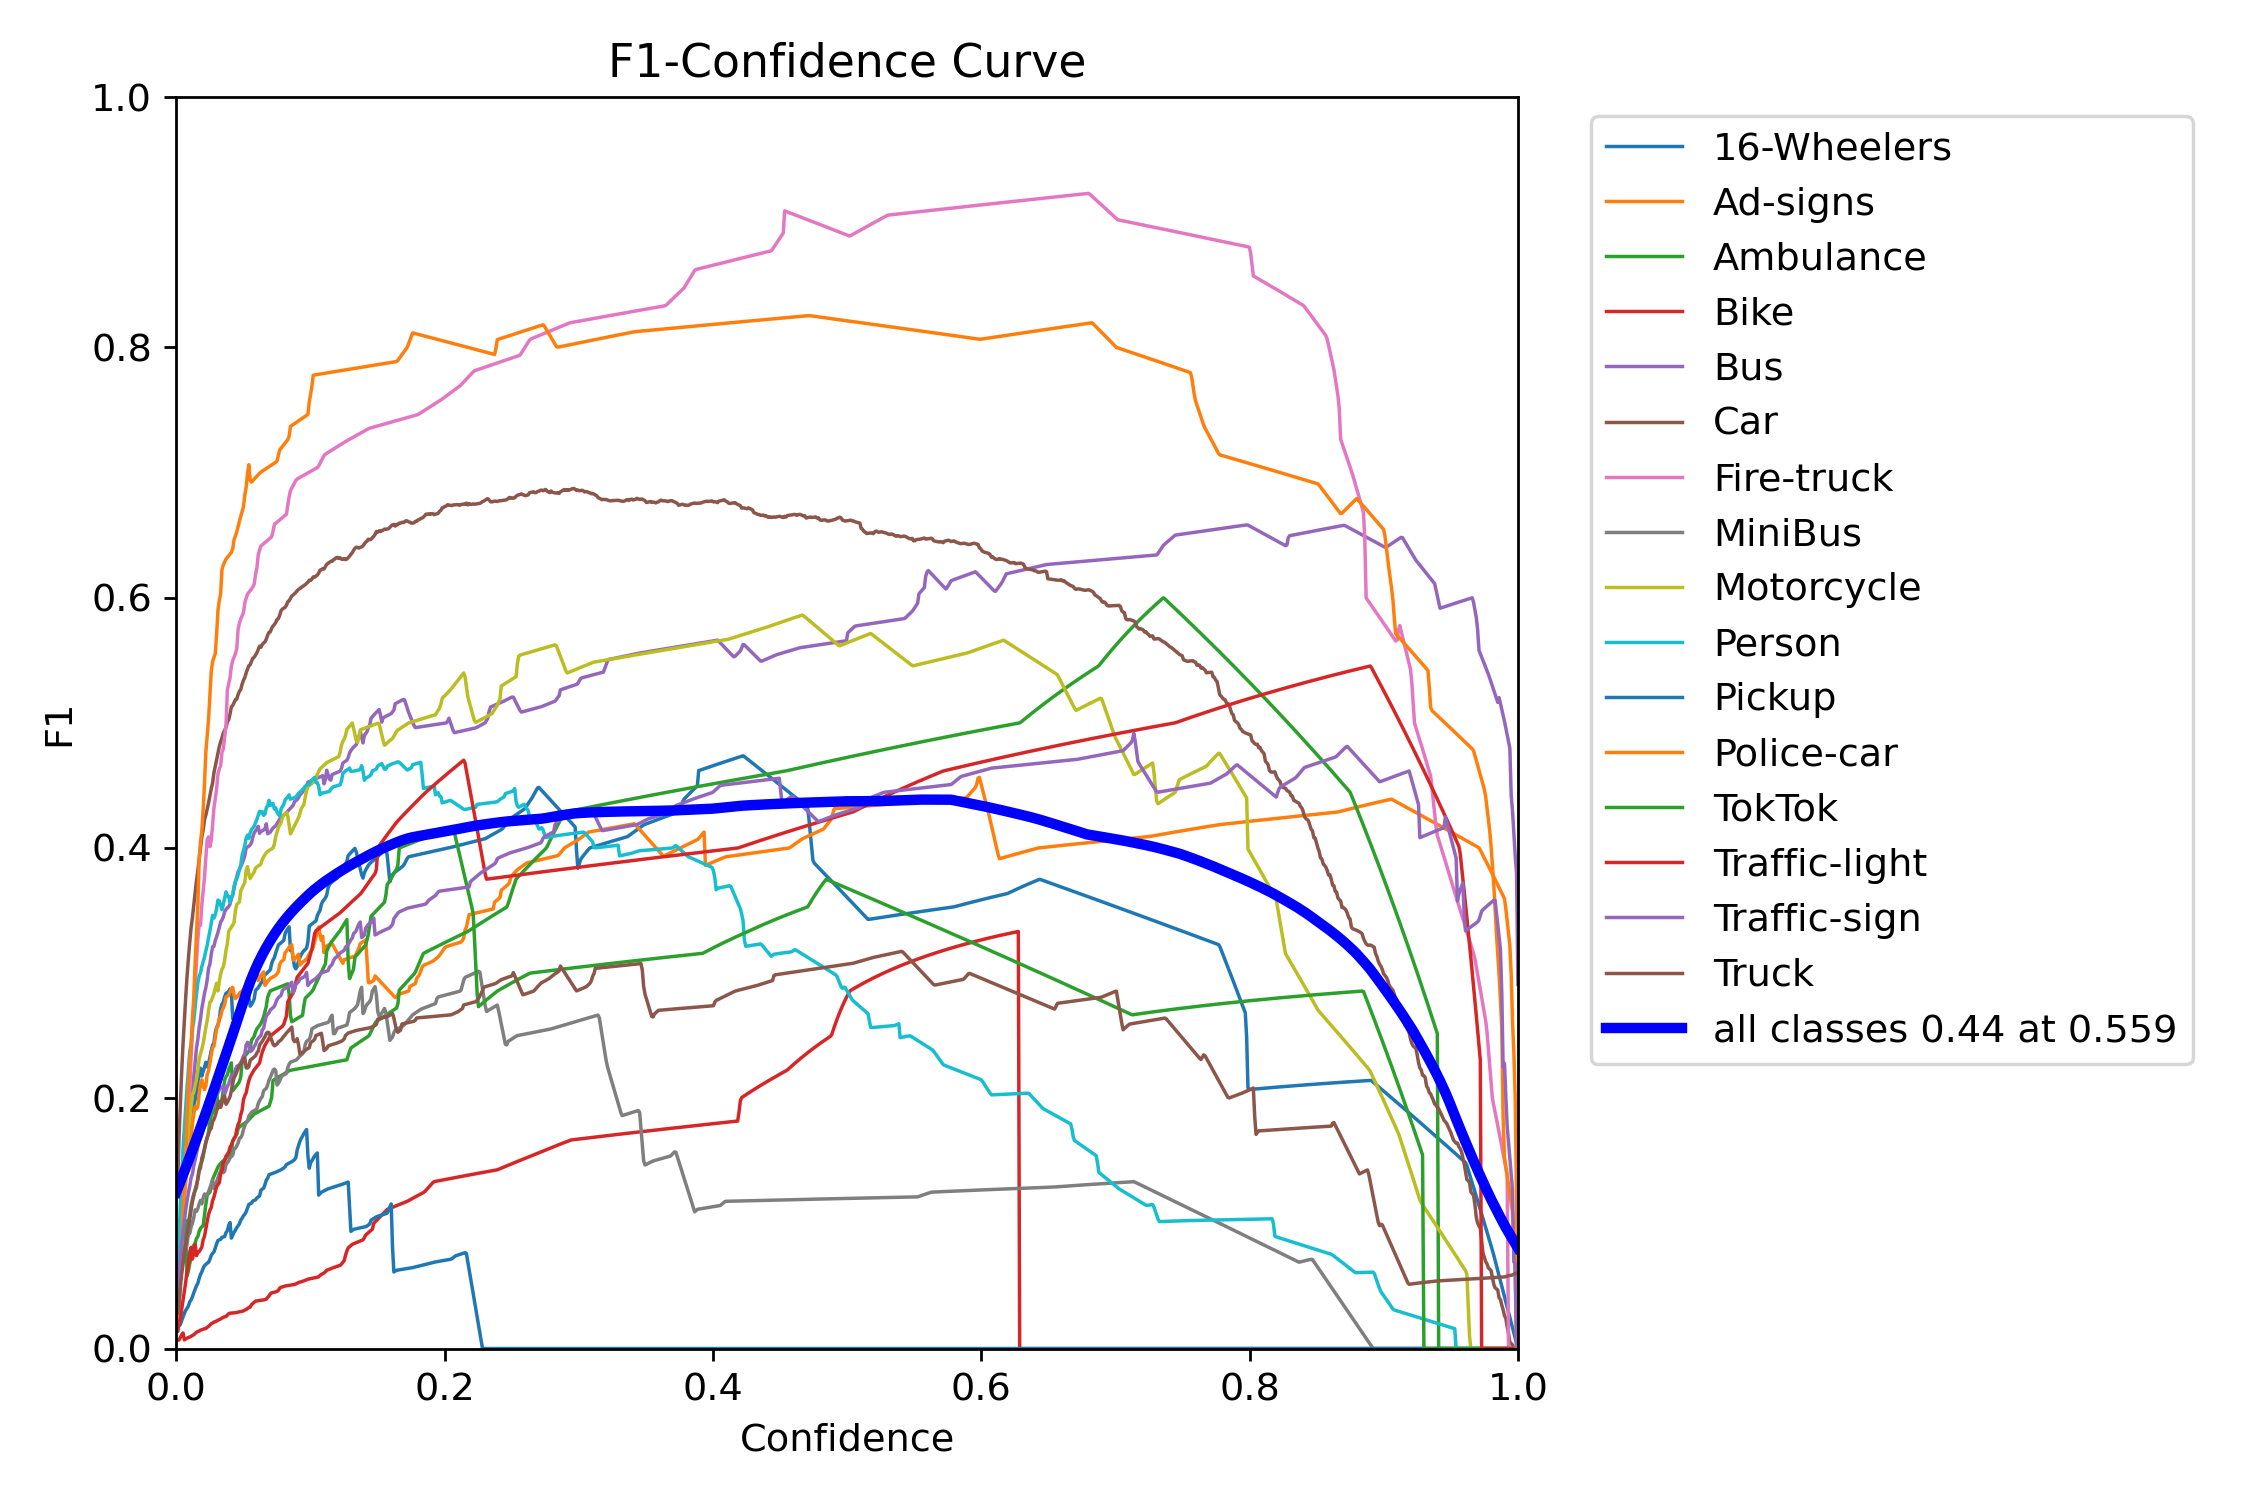 F1-Confidence Curve
1.0
0.8
0.6
0.4
0.2
0.0
F1
0.0 0.2 0.4 0.6 0.8 1.0
Confidence
16-Wheelers
Ad-signs
Ambulance
Bike
Bus
Car
Fire-truck
MiniBus
Motorcycle
Person
Pickup
Police-car
TokTok
Traffic-light
Traffic-sign
Truck
all classes 0.44 at 0.559